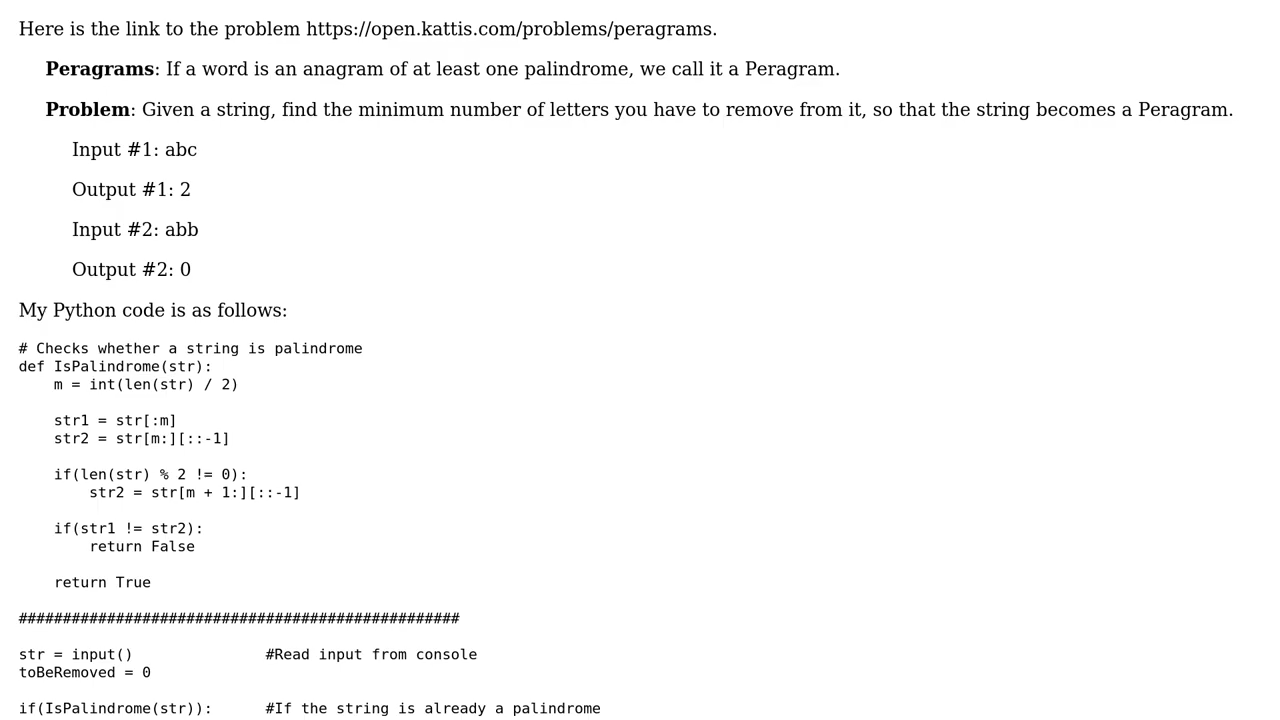 Here is the link to the problem https://open.kattis.com/problems/peragrams.
Peragrams: If a word is an anagram of at least one palindrome, we call it a Peragram.
Problem: Given a string, find the minimum number of letters you have to remove from it, so that the string becomes a Peragram.
Input #1: abc
Output #1: 2
Input #2: abb
Output #2: 0
My Python code is as follows:
# Checks whether a string is palindrome
def IsPalindrome(str):
    m = int(len(str) / 2)
    str1 = str[:m]
    str2 = str[m:][::-1]
    if(len(str) % 2 != 0):
        str2 = str[m + 1:][::-1]
    if(str1 != str2):
        return False
    return True
##################################################
str = input()               #Read input from console
toBeRemoved = 0
if(IsPalindrome(str)):      #If the string is already a palindrome